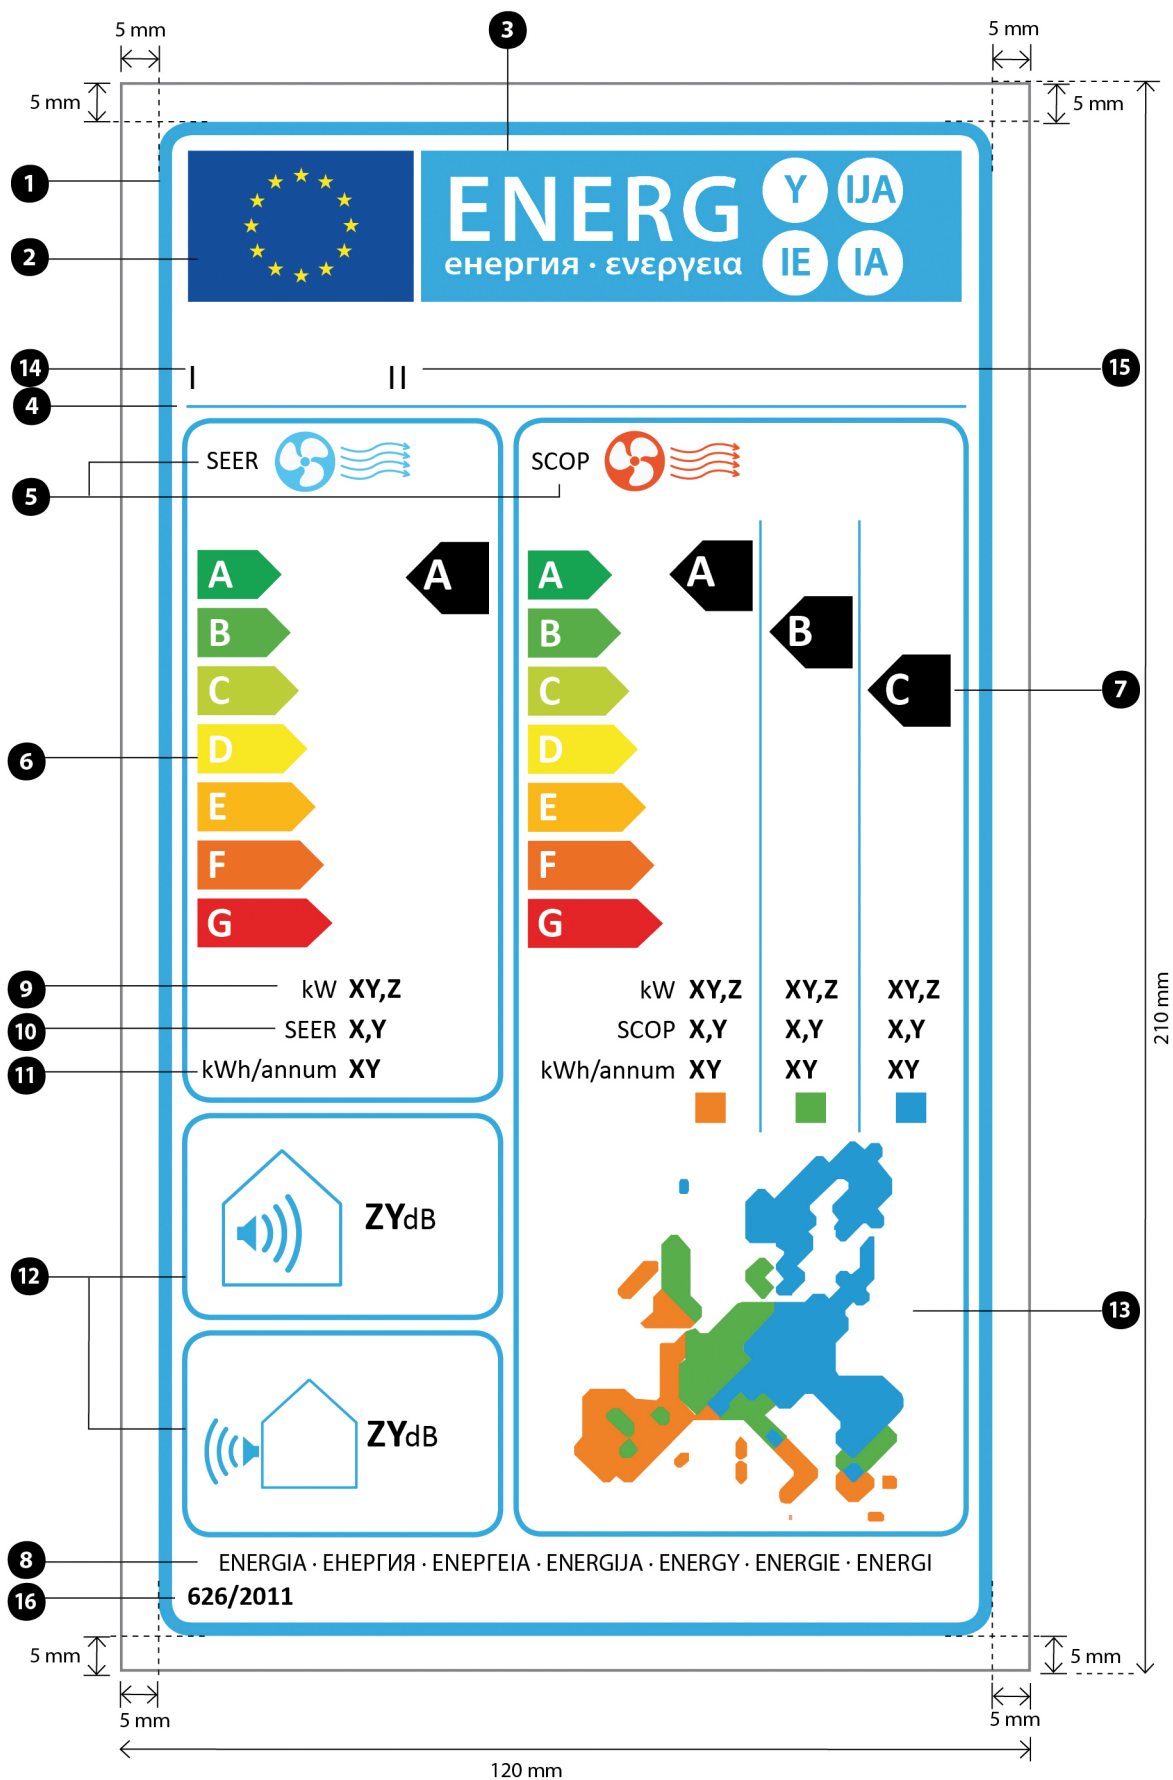 5 mm
3
5 mm
5 mm
5 mm
1
2
ENERG
енергия · ενεργεια
Y
IJA
IE
IA
14
I
II
15
4
SEER
SCOP
5
A
A
A
A
B
B
B
C
C
C
7
D
D
6
E
E
F
F
G
G
9
kW XY,Z
kW XY,Z XY,Z XY,Z
10
SEER X,Y
SCOP X,Y X,Y X,Y
11
kWh/annum XY
kWh/annum XY XY XY
210 mm
ZYdB
12
13
ZYdB
8
ENERGIA · ЕНЕРГИЯ · ΕΝΕΡΓΕΙΑ · ENERGIJA · ENERGY · ENERGIE · ENERGI
16
626/2011
5 mm
5 mm
5 mm
5 mm
120 mm